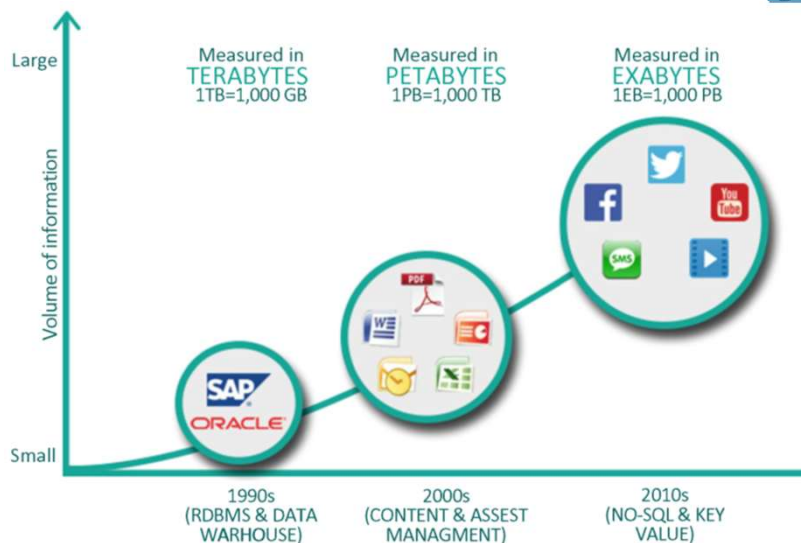 Large
Volume of information
Small
Measured in
TERABYTES
1TB=1,000 GB
Measured in
PETABYTES
1PB=1,000 TB
Measured in
EXABYTES
1EB=1,000 PB
SAP
ORACLE
PDF
W
X
You
Tube
f
SMS
1990s
(RDBMS & DATA
WARHOUSE)
2000s
(CONTENT & ASSEST
MANAGMENT)
2010s
(NO-SQL & KEY
VALUE)